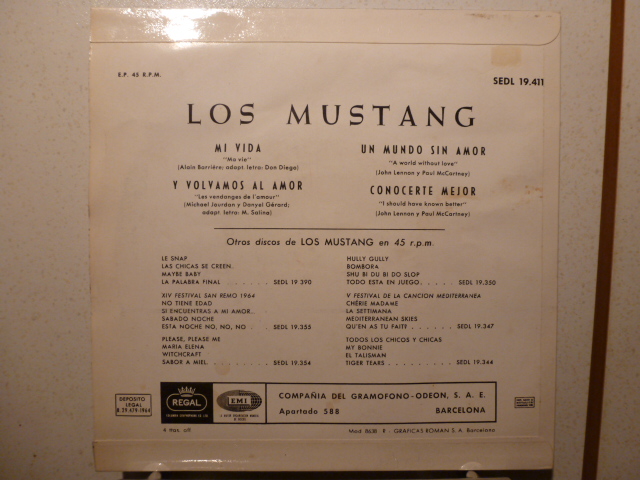 E.P. 45 R.P.M.
SEDL 19.411
LOS MUSTANG
MI VIDA
"Ma vie"
(Alain Barrière; adapt. letra: Don Diego)
Y VOLVAMOS AL AMOR
"Les vendanges de l'amour"
(Michael Jourdan y Danyel Gérard;
adapt. letra: M. Salina)
UN MUNDO SIN AMOR
"A world without love"
(John Lennon y Paul McCartney)
CONOCERTE MEJOR
"I should have known better"
(John Lennon y Paul McCartney)
Otros discos de LOS MUSTANG en 45 r.p.m.
LE SNAP
LAS CHICAS SE CREEN..
MAYBE BABY
LA PALABRA FINAL . . . . . . . SEDL 19.390
XIV FESTIVAL SAN REMO 1964
NO TIENE EDAD
SI ENCUENTRAS A MI AMOR..
SABADO NOCHE
ESTA NOCHE NO, NO, NO . . SEDL 19.355
PLEASE, PLEASE ME
MARIA ELENA
WITCHCRAFT
SABOR A MIEL. . . . . . . . SEDL 19.354
HULLY GULLY
BOMBORA
SHU BI DU BI DO SLOP
TODO ESTA EN JUEGO. . . . . SEDL 19.350
V FESTIVAL DE LA CANCION MEDITERRANEA
CHÉRIE MADAME
LA SETTIMANA
MEDITERRANEAN SKIES
QU'EN AS TU FAIT? . . . . . . SEDL 19.347
TODOS LOS CHICOS Y CHICAS
MY BONNIE
EL TALISMAN
TIGER TEARS . . . . . . . . SEDL 19.344
DEPOSITO
LEGAL
B. 29.479-1964
REGAL
EMI
COMPAÑIA DEL GRAMOFONO-ODEON, S. A. E.
Apartado 588 BARCELONA
Mod. R - GRAFICAS ROMAN S. A. Barcelona